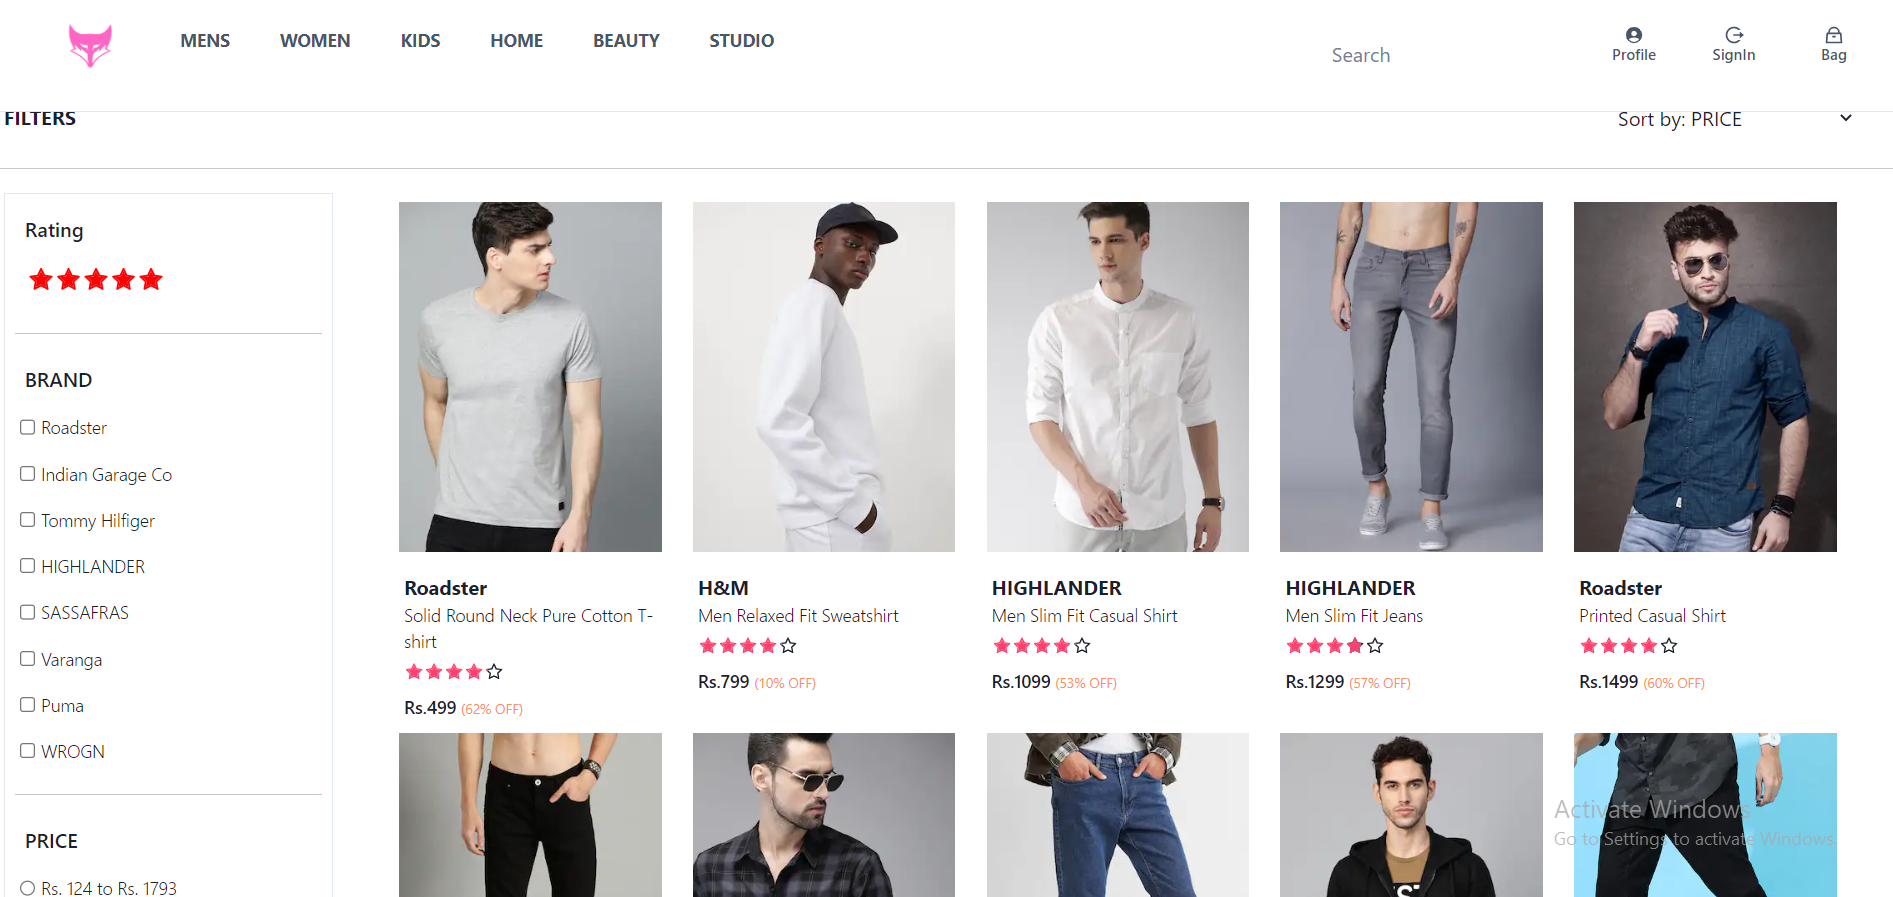 MENS
WOMEN
KIDS
HOME
BEAUTY
STUDIO
Search
Profile
SignIn
Bag
FILTERS
Sort by: PRICE
Rating
BRAND
Roadster
Indian Garage Co
Tommy Hilfiger
HIGHLANDER
SASSAFRAS
Varanga
Puma
WROGN
PRICE
Rs. 124 to Rs. 1793
Roadster
Solid Round Neck Pure Cotton T-
shirt
Rs.499 (62% OFF)
H&M
Men Relaxed Fit Sweatshirt
Rs.799 (10% OFF)
HIGHLANDER
Men Slim Fit Casual Shirt
Rs.1099 (53% OFF)
HIGHLANDER
Men Slim Fit Jeans
Rs.1299 (57% OFF)
Roadster
Printed Casual Shirt
Rs.1499 (60% OFF)
Activate Windows
Go to Settings to activate Windows.